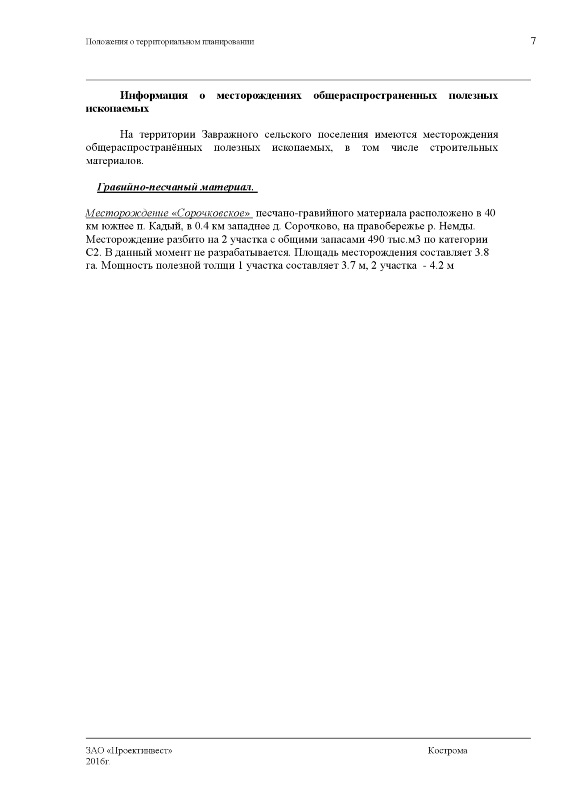 Положения о территориальном планировании 7
Информация о месторождениях общераспространенных полезных
ископаемых
На территории Завражного сельского поселения имеются месторождения
общераспространённых полезных ископаемых, в том числе строительных
материалов.
Гравийно-песчаный материал.
Месторождение «Сорочковское» песчано-гравийного материала расположено в 40
км южнее п. Кадый, в 0.4 км западнее д. Сорочково, на правобережье р. Немды.
Месторождение разбито на 2 участка с общими запасами 490 тыс.м3 по категории
С2. В данный момент не разрабатывается. Площадь месторождения составляет 3.8
га. Мощность полезной толщи 1 участка составляет 3.7 м, 2 участка - 4.2 м
ЗАО «Проектинвест» Кострома
2016г.